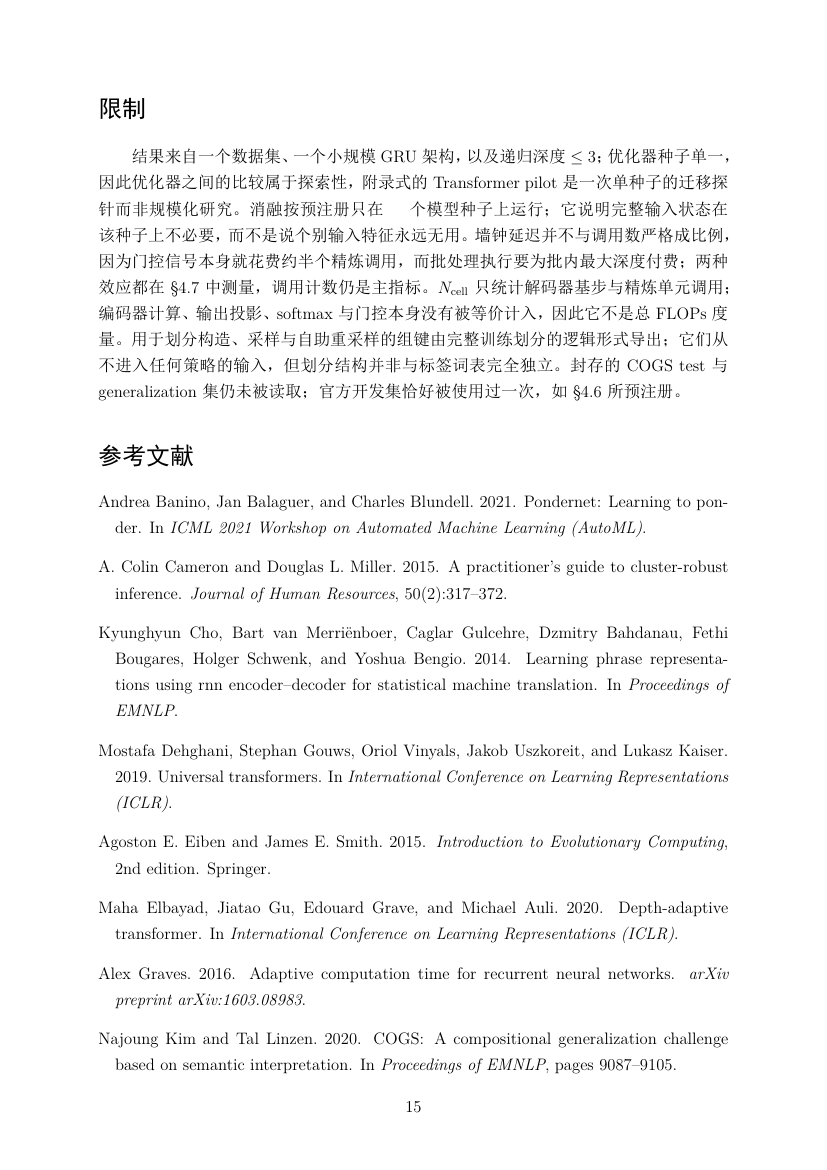 限制
结果来自一个数据集、一个小规模 GRU 架构，以及递归深度 ≤ 3；优化器种子单一，
因此优化器之间的比较属于探索性，附录式的 Transformer pilot 是一次单种子的迁移探
针而非规模化研究。消融按预注册只在 个模型种子上运行；它说明完整输入状态在
该种子上不必要，而不是说个别输入特征永远无用。墙钟延迟并不与调用数严格成比例，
因为门控信号本身就花费约半个精炼调用，而批处理执行要为批内最大深度付费；两种
效应都在 §4.7 中测量，调用计数仍是主指标。Ncell 只统计解码器基步与精炼单元调用；
编码器计算、输出投影、softmax 与门控本身没有被等价计入，因此它不是总 FLOPs 度
量。用于划分构造、采样与自助重采样的组键由完整训练划分的逻辑形式导出；它们从
不进入任何策略的输入，但划分结构并非与标签词表完全独立。封存的 COGS test 与
generalization 集仍未被读取；官方开发集恰好被使用过一次，如 §4.6 所预注册。
参考文献
Andrea Banino, Jan Balaguer, and Charles Blundell. 2021. Pondernet: Learning to pon-
der. In ICML 2021 Workshop on Automated Machine Learning (AutoML).
A. Colin Cameron and Douglas L. Miller. 2015. A practitioner's guide to cluster-robust
inference. Journal of Human Resources, 50(2):317–372.
Kyunghyun Cho, Bart van Merriënboer, Caglar Gulcehre, Dzmitry Bahdanau, Fethi
Bougares, Holger Schwenk, and Yoshua Bengio. 2014. Learning phrase representa-
tions using rnn encoder–decoder for statistical machine translation. In Proceedings of
EMNLP.
Mostafa Dehghani, Stephan Gouws, Oriol Vinyals, Jakob Uszkoreit, and Lukasz Kaiser.
2019. Universal transformers. In International Conference on Learning Representations
(ICLR).
Agoston E. Eiben and James E. Smith. 2015. Introduction to Evolutionary Computing,
2nd edition. Springer.
Maha Elbayad, Jiatao Gu, Edouard Grave, and Michael Auli. 2020. Depth-adaptive
transformer. In International Conference on Learning Representations (ICLR).
Alex Graves. 2016. Adaptive computation time for recurrent neural networks. arXiv
preprint arXiv:1603.08983.
Najoung Kim and Tal Linzen. 2020. COGS: A compositional generalization challenge
based on semantic interpretation. In Proceedings of EMNLP, pages 9087–9105.
15